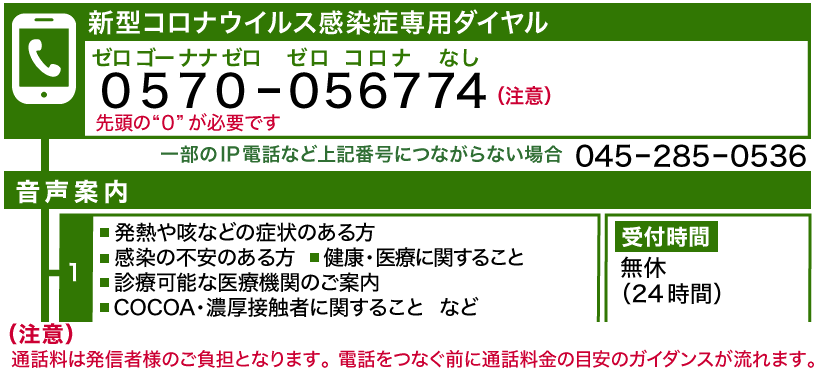 新型コロナウイルス感染症専用ダイヤル
ゼロ ゴー ナナ ゼロ ゼロ コロナ なし
0570-056774 (注意)
先頭の“0”が必要です
一部のIP電話など上記番号につながらない場合 045-285-0536
音声案内
1
■発熱や咳などの症状のある方
■感染の不安のある方 ■健康・医療に関すること
■診療可能な医療機関のご案内
■COCOA・濃厚接触者に関すること など
受付時間
無休
(24時間)
(注意)
通話料は発信者様のご負担となります。電話をつなぐ前に通話料金の目安のガイダンスが流れます。